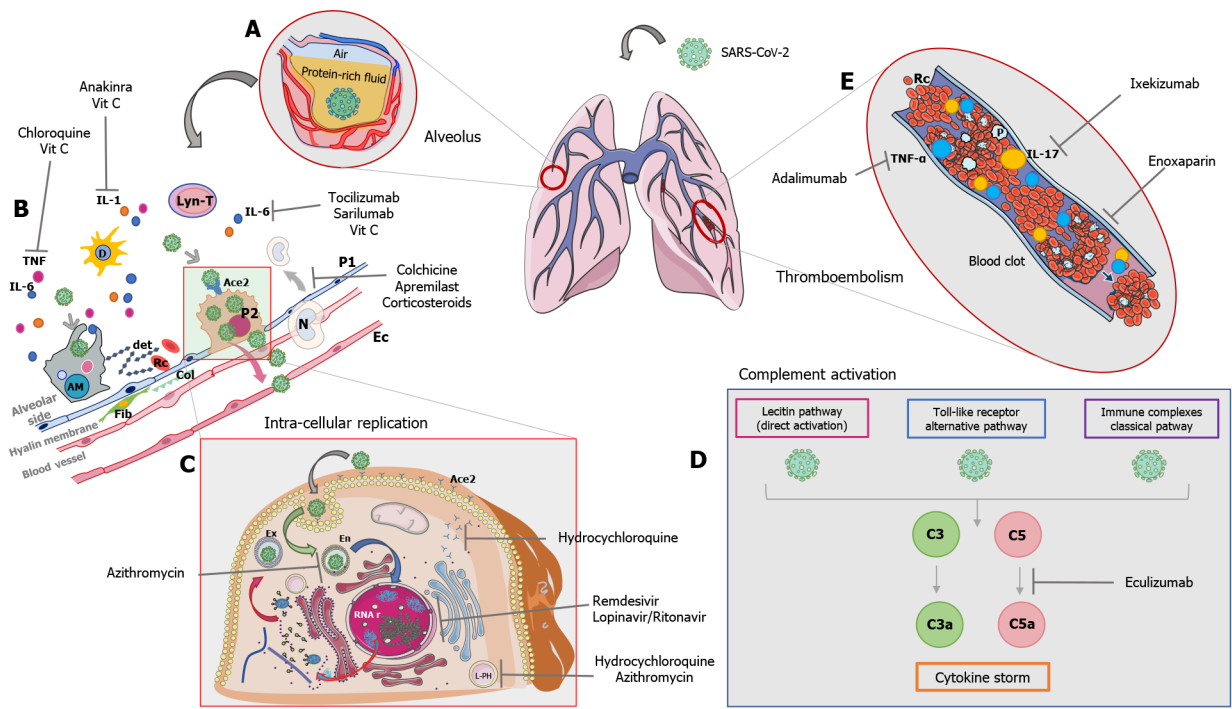 A
Air
Protein-rich fluid
Alveolus
SARS-CoV-2
E
Rc
P
IL-17
TNF-α
Ixekizumab
Enoxaparin
Adalimumab
Blood clot
Thromboembolism
Anakinra
Vit C
Chloroquine
Vit C
B
IL-1
Lyn-T
IL-6
Tocilizumab
Sarilumab
Vit C
TNF
D
IL-6
Ace2
P2
P1
Colchicine
Apremilast
Corticosteroids
N
Ec
det
Rc
Col
AM
Fib
Alveolar
side
Hyalin membrane
Blood vessel
Intra-cellular replication
C
Ace2
Ex
En
Hydrocychloroquine
Azithromycin
RNA r
Remdesivir
Lopinavir/Ritonavir
L-PH
Hydrocychloroquine
Azithromycin
Complement activation
D
Lecitin pathway
(direct activation)
Toll-like receptor
alternative pathway
Immune complexes
classical patway
C3
C5
Eculizumab
C3a
C5a
Cytokine storm